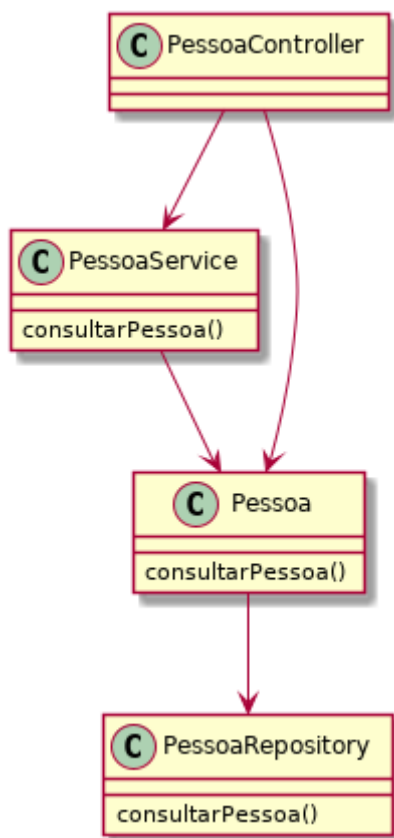 C PessoaController
C PessoaService
consultarPessoa()
C Pessoa
consultarPessoa()
C PessoaRepository
consultarPessoa()